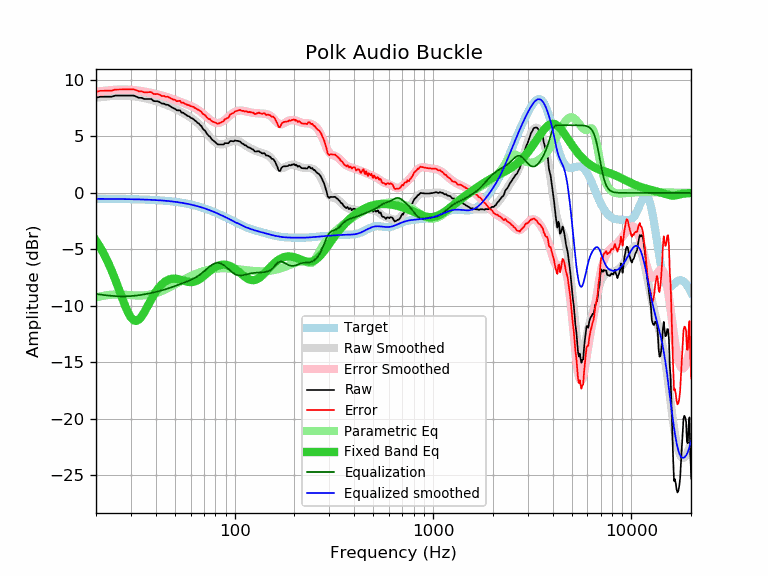 Polk Audio Buckle
Amplitude (dBr)
10
5
0
−5
−10
−15
−20
−25
Target
Raw Smoothed
Error Smoothed
Raw
Error
Parametric Eq
Fixed Band Eq
Equalization
Equalized smoothed
100 1000 10000
Frequency (Hz)